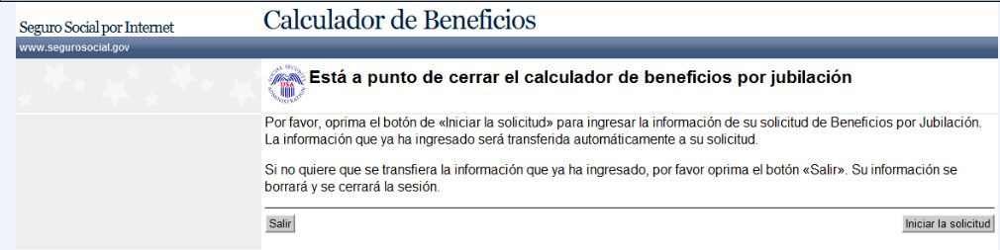 Seguro Social por Internet
Calculador de Beneficios
www.segurosocial.gov
SOCIAL SECURITY
USA
ADMINISTRATION
Está a punto de cerrar el calculador de beneficios por jubilación
Por favor, oprima el botón de «Iniciar la solicitud» para ingresar la información de su solicitud de Beneficios por Jubilación.
La información que ya ha ingresado será transferida automáticamente a su solicitud.
Si no quiere que se transfiera la información que ya ha ingresado, por favor oprima el botón «Salir». Su información se
borrará y se cerrará la sesión.
Salir
Iniciar la solicitud